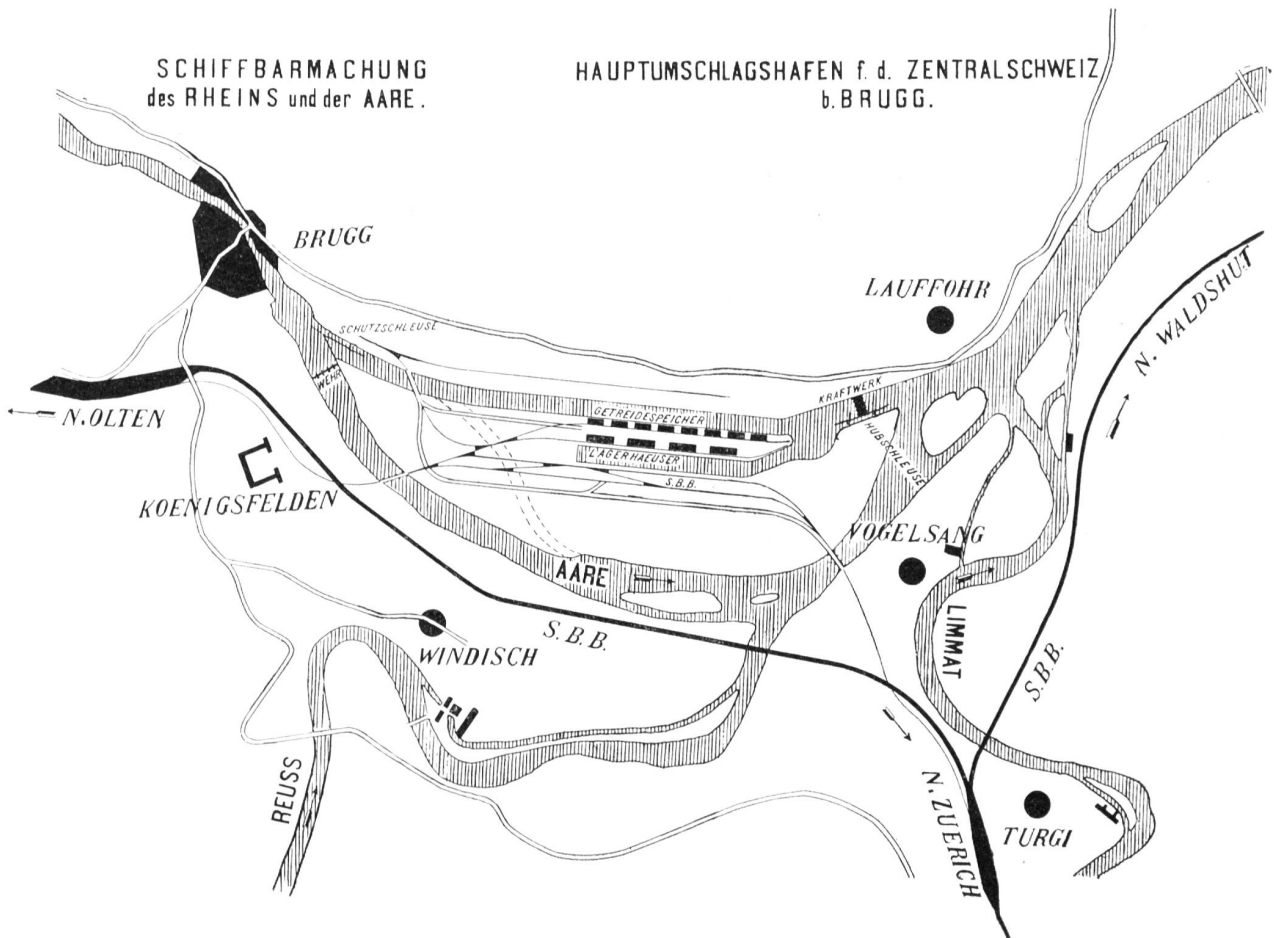 SCHIFFBARMACHUNG
des RHEINS und der AARE.
HAUPTUMSCHLAGSHAFEN f. d. ZENTRALSCHWEIZ
b. BRUGG.
BRUGG
LAUFFOHR
N. WALDSHUT
SCHUTZSCHLEUSE
WEHR
KRAFTWERK
HUBSCHLEUSE
N. OLTEN
GETREIDESPEICHER
LAGERHAEUSER
S.B.B.
KOENIGSFELDEN
VOGELSANG
AARE
LIMMAT
S.B.B.
WINDISCH
S.B.B.
REUSS
N. ZUERICH
TURGI